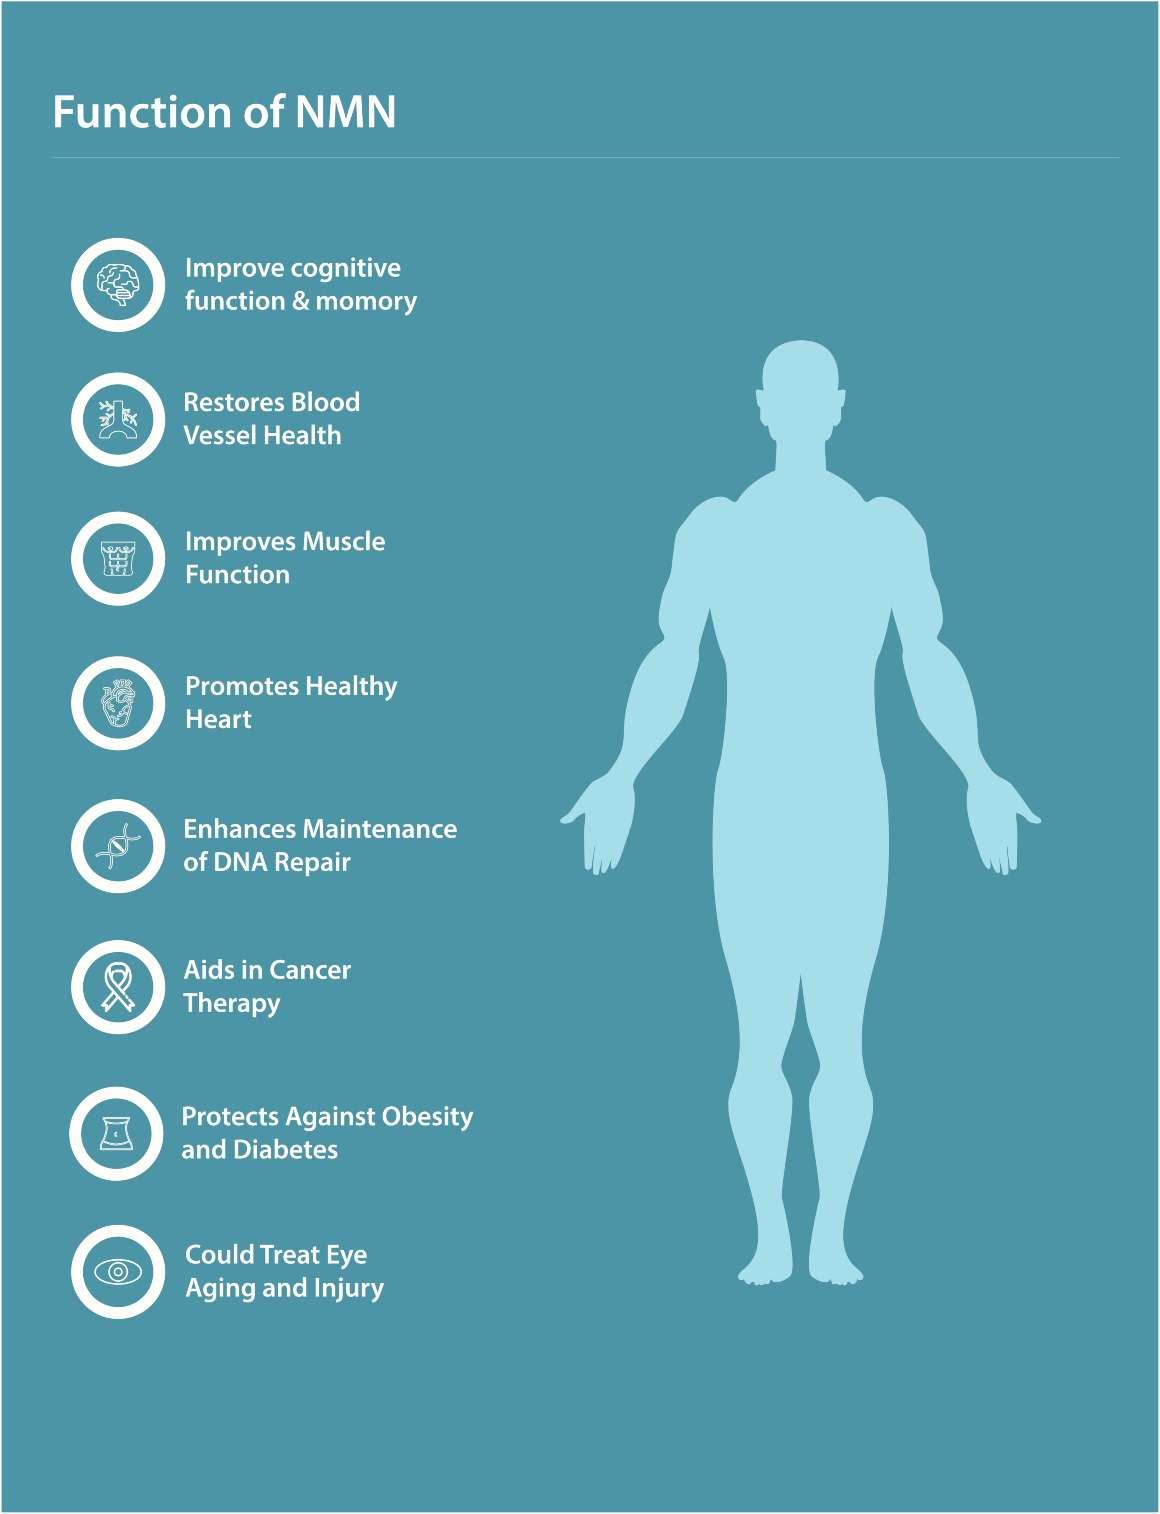 Function of NMN
Improve cognitive
function & momory
Restores Blood
Vessel Health
Improves Muscle
Function
Promotes Healthy
Heart
Enhances Maintenance
of DNA Repair
Aids in Cancer
Therapy
Protects Against Obesity
and Diabetes
Could Treat Eye
Aging and Injury